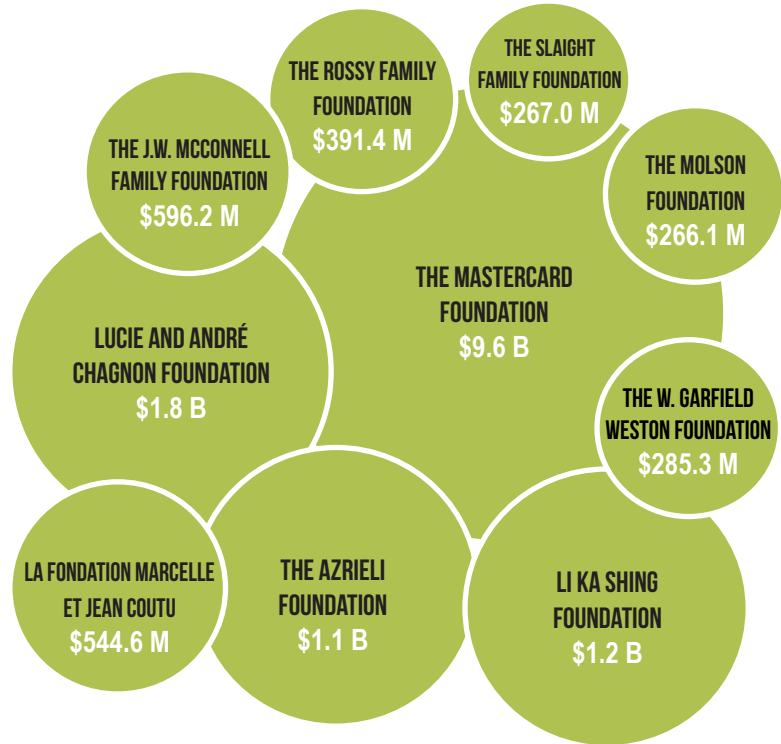 THE ROSSY FAMILY
FOUNDATION
$391.4 M
THE SLAIGHT
FAMILY FOUNDATION
$267.0 M
THE J.W. MCCONNELL
FAMILY FOUNDATION
$596.2 M
THE MOLSON
FOUNDATION
$266.1 M
THE MASTERCARD
FOUNDATION
$9.6 B
LUCIE AND ANDRÉ
CHAGNON FOUNDATION
$1.8 B
THE W. GARFIELD
WESTON FOUNDATION
$285.3 M
LA FONDATION MARCELLE
ET JEAN COUTU
$544.6 M
THE AZRIELI
FOUNDATION
$1.1 B
LI KA SHING
FOUNDATION
$1.2 B